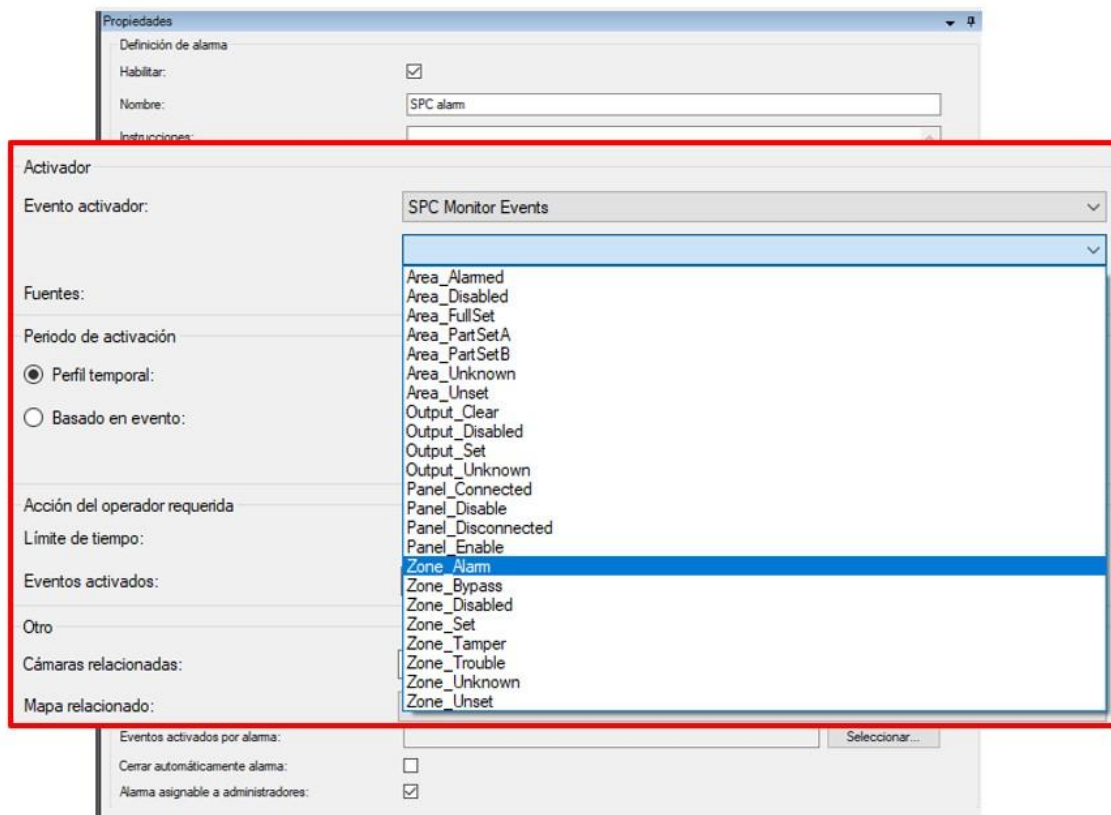 Propiedades
Definición de alarma
Habilitar:
Nombre: SPC alarm
Instrucciones:
Activador
Evento activador: SPC Monitor Events
Fuentes:
Area_Alarmed
Area_Disabled
Area_FullSet
Area_PartSetA
Area_PartSetB
Area_Unknown
Area_Unset
Output_Clear
Output_Disabled
Output_Set
Output_Unknown
Panel_Connected
Panel_Disable
Panel_Disconnected
Panel_Enable
Zone_Alarm
Zone_Bypass
Zone_Disabled
Zone_Set
Zone_Tamper
Zone_Trouble
Zone_Unknown
Zone_Unset
Periodo de activación
Perfil temporal:
Basado en evento:
Acción del operador requerida
Límite de tiempo:
Eventos activados:
Otro
Cámaras relacionadas:
Mapa relacionado:
Eventos activados por alarma: Seleccionar...
Cerrar automáticamente alarma:
Alarma asignable a administradores: